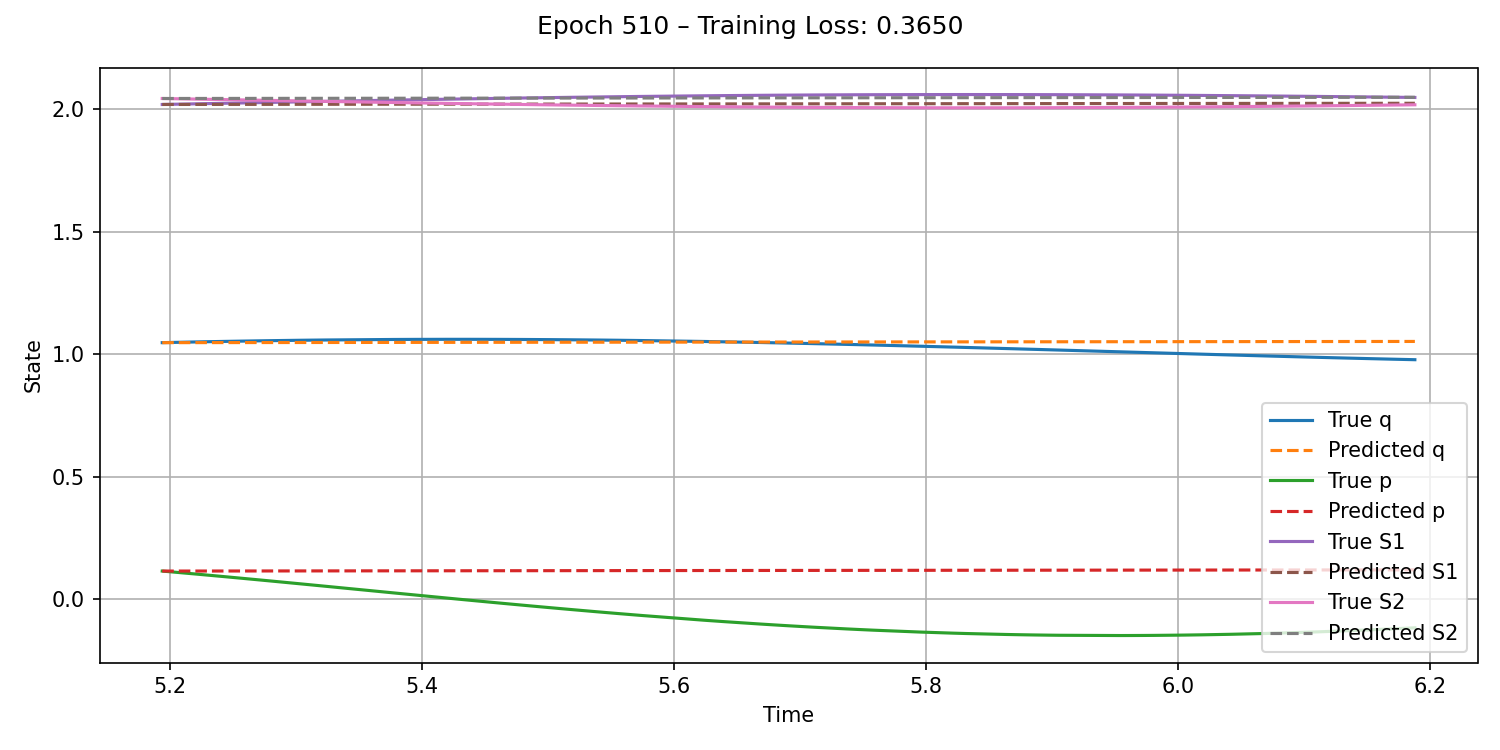 Epoch 510 – Training Loss: 0.3650
2.0
1.5
1.0
0.5
0.0
State
True q
Predicted q
True p
Predicted p
True S1
Predicted S1
True S2
Predicted S2
5.2 5.4 5.6 5.8 6.0 6.2
Time